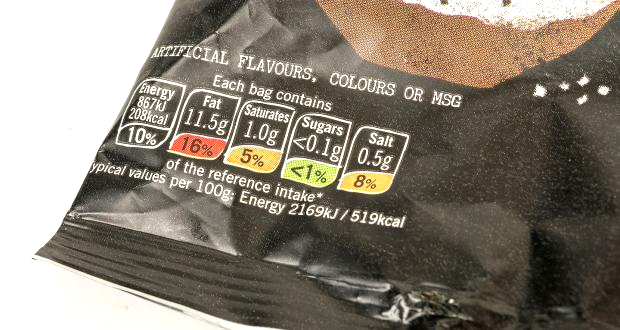 ARTIFICIAL FLAVOURS, COLOURS OR MSG
Each bag contains
Energy
867kJ
208kcal
10%
Fat
11.5g
16%
Saturates
1.0g
5%
Sugars
<0.1g
<1%
Salt
0.5g
8%
of the reference intake*
ypical values per 100g: Energy 2169kJ / 519kcal